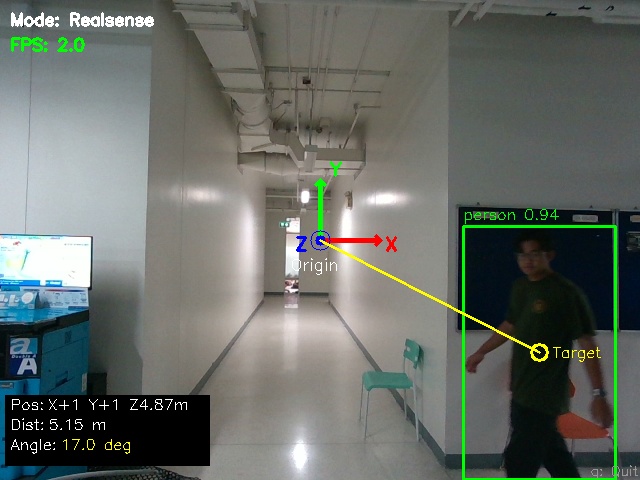 Mode: Realsense
FPS: 2.0
Y
person 0.94
Z
X
Origin
Target
A
Double A
A
Pos: X+1 Y+1 Z4.87m
Dist: 5.15 m
Angle: 17.0 deg
q: Quit